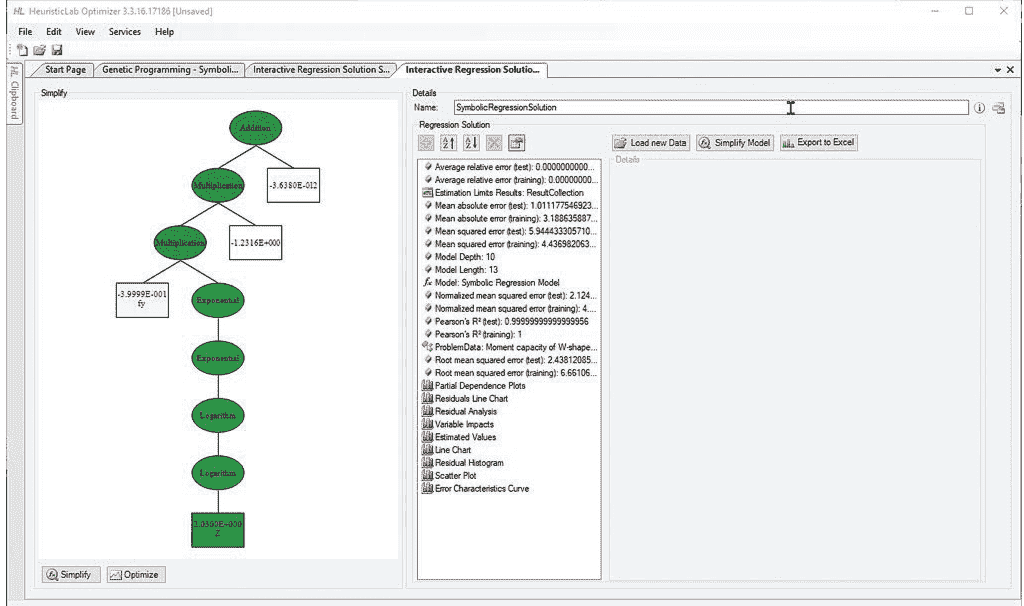 HL HeuristicLab Optimizer 3.3.16.17186 [Unsaved]
File Edit View Services Help
HL Clipboard
Start Page
Genetic Programming - Symboli...
Interactive Regression Solution S...
Interactive Regression Solutio...
Simplify
Addition
Multiplication
-3.6380E-012
Multiplication
-1.2316E+000
-3.9999E-001
fy
Exponential
Exponential
Logarithm
Logarithm
2.0300E+000
Z
Simplify
Optimize
Details
Name: SymbolicRegressionSolution
Regression Solution
Load new Data
Simplify Model
Export to Excel
Average relative error (test): 0.0000000000...
Average relative error (training): 0.00000000...
Estimation Limits Results: ResultCollection
Mean absolute error (test): 1.011177546923...
Mean absolute error (training): 3.188635887...
Mean squared error (test): 5.944433305710...
Mean squared error (training): 4.436982063...
Model Depth: 10
Model Length: 13
Model: Symbolic Regression Model
Normalized mean squared error (test): 2.124...
Normalized mean squared error (training): 4....
Pearson's R² (test): 0.99999999999999956
Pearson's R² (training): 1
ProblemData: Moment capacity of W-shape...
Root mean squared error (test): 2.43812085...
Root mean squared error (training): 6.66106...
Partial Dependence Plots
Residuals Line Chart
Residual Analysis
Variable Impacts
Estimated Values
Line Chart
Residual Histogram
Scatter Plot
Error Characteristics Curve
Details